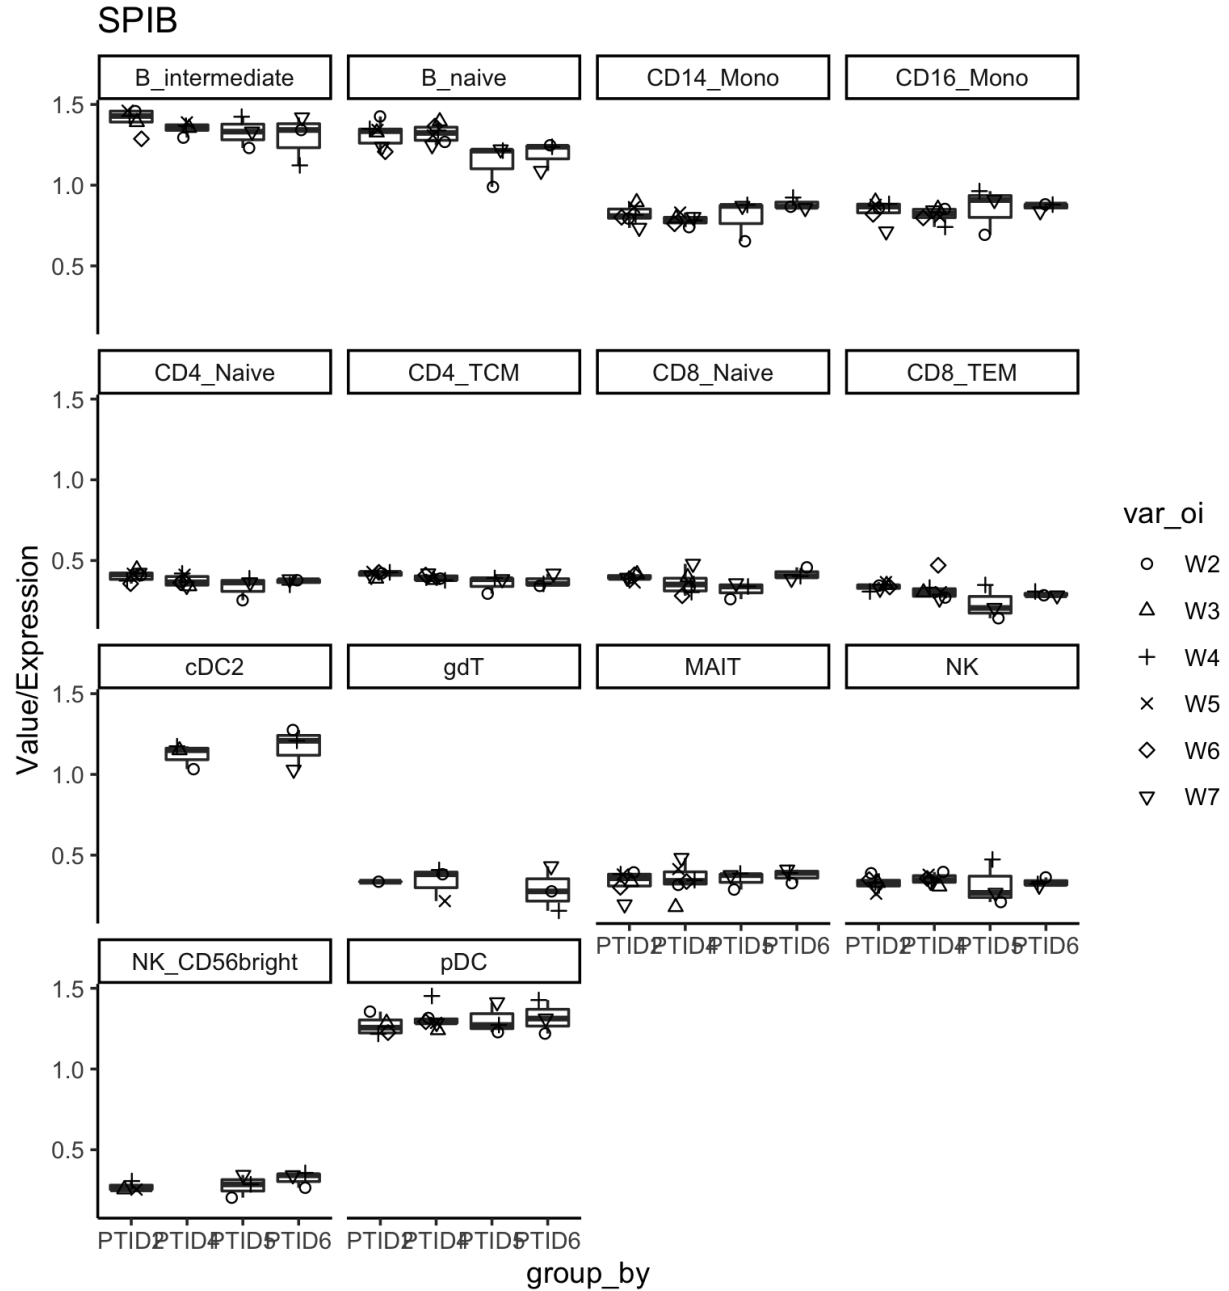 SPIB
B_intermediate B_naive CD14_Mono CD16_Mono
1.5
1.0
0.5
CD4_Naive CD4_TCM CD8_Naive CD8_TEM
1.5
1.0
0.5
cDC2 gdT MAIT NK
1.5
1.0
0.5
PTID2 PTID4 PTID5 PTID6 PTID2 PTID4 PTID5 PTID6
NK_CD56bright pDC
1.5
1.0
0.5
PTID2 PTID4 PTID5 PTID6 PTID2 PTID4 PTID5 PTID6
group_by
Value/Expression
var_oi
W2
W3
W4
W5
W6
W7